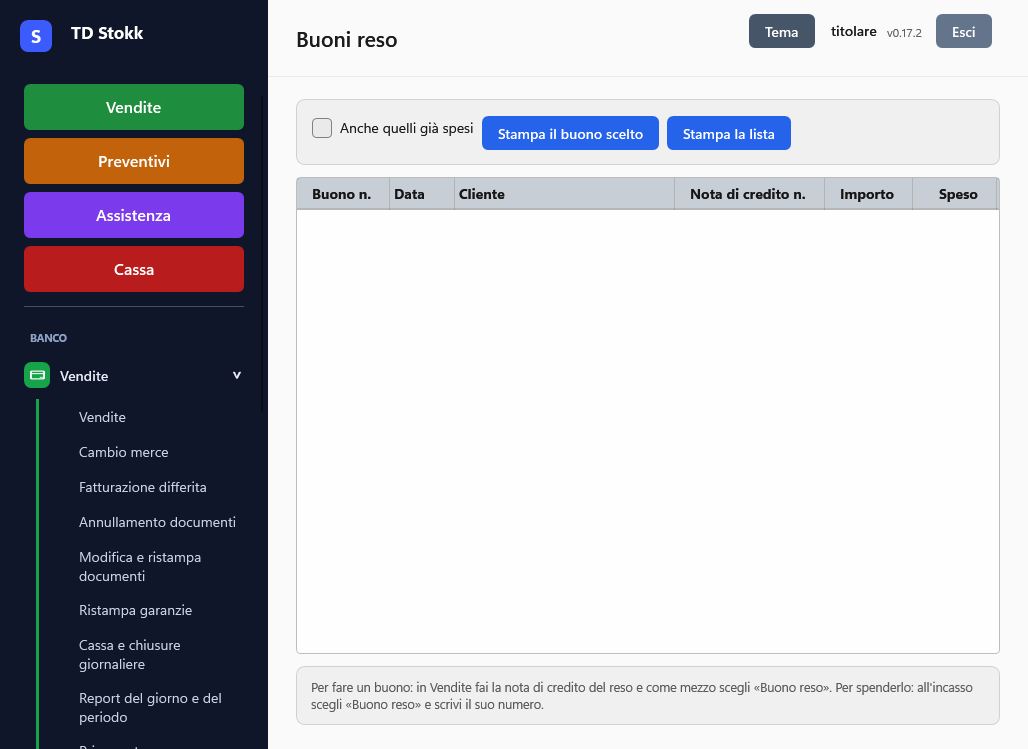 S
TD Stokk
Vendite
Preventivi
Assistenza
Cassa
BANCO
Vendite
Vendite
Cambio merce
Fatturazione differita
Annullamento documenti
Modifica e ristampa
documenti
Ristampa garanzie
Cassa e chiusure
giornaliere
Report del giorno e del
periodo
Buoni reso
Tema
titolare
v0.17.2
Esci
Anche quelli già spesi
Stampa il buono scelto
Stampa la lista
Buono n.
Data
Cliente
Nota di credito n.
Importo
Speso
Per fare un buono: in Vendite fai la nota di credito del reso e come mezzo scegli «Buono reso». Per spenderlo: all'incasso
scegli «Buono reso» e scrivi il suo numero.